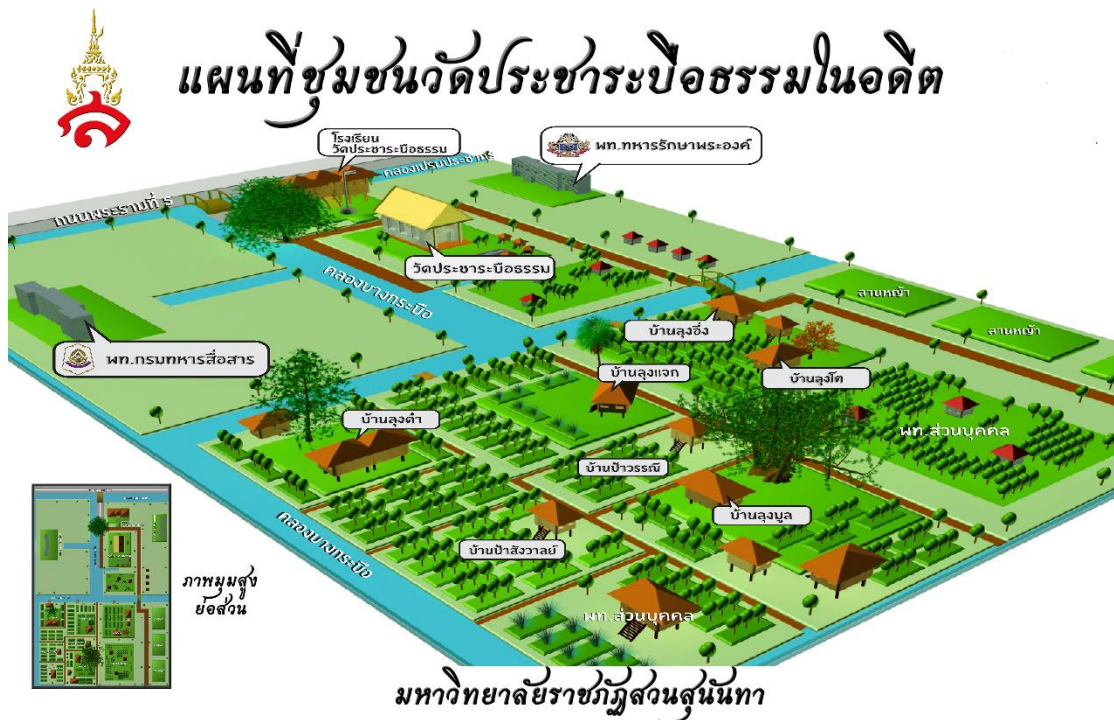 แผนที่ชุมชนวัดประชาระบือธรรมในอดีต
โรงเรียน
วัดประชาระบือธรรม
คลองเปรมประชากร
พท.ทหารรักษาพระองค์
ถนนพระรามที่ 5
วัดประชาระบือธรรม
คลองบางกระบือ
ลานหญ้า
ลานหญ้า
พท.กรมทหารสื่อสาร
บ้านลุงอึ่ง
บ้านลุงแจก
บ้านลุงโต
บ้านลุงดำ
พท.ส่วนบุคคล
บ้านป้าวรรณี
บ้านลุงมูล
บ้านป้าสังวาลย์
คลองบางกระบือ
พท.ส่วนบุคคล
ภาพมุมสูง
ย่อส่วน
มหาวิทยาลัยราชภัฏสวนสุนันทา